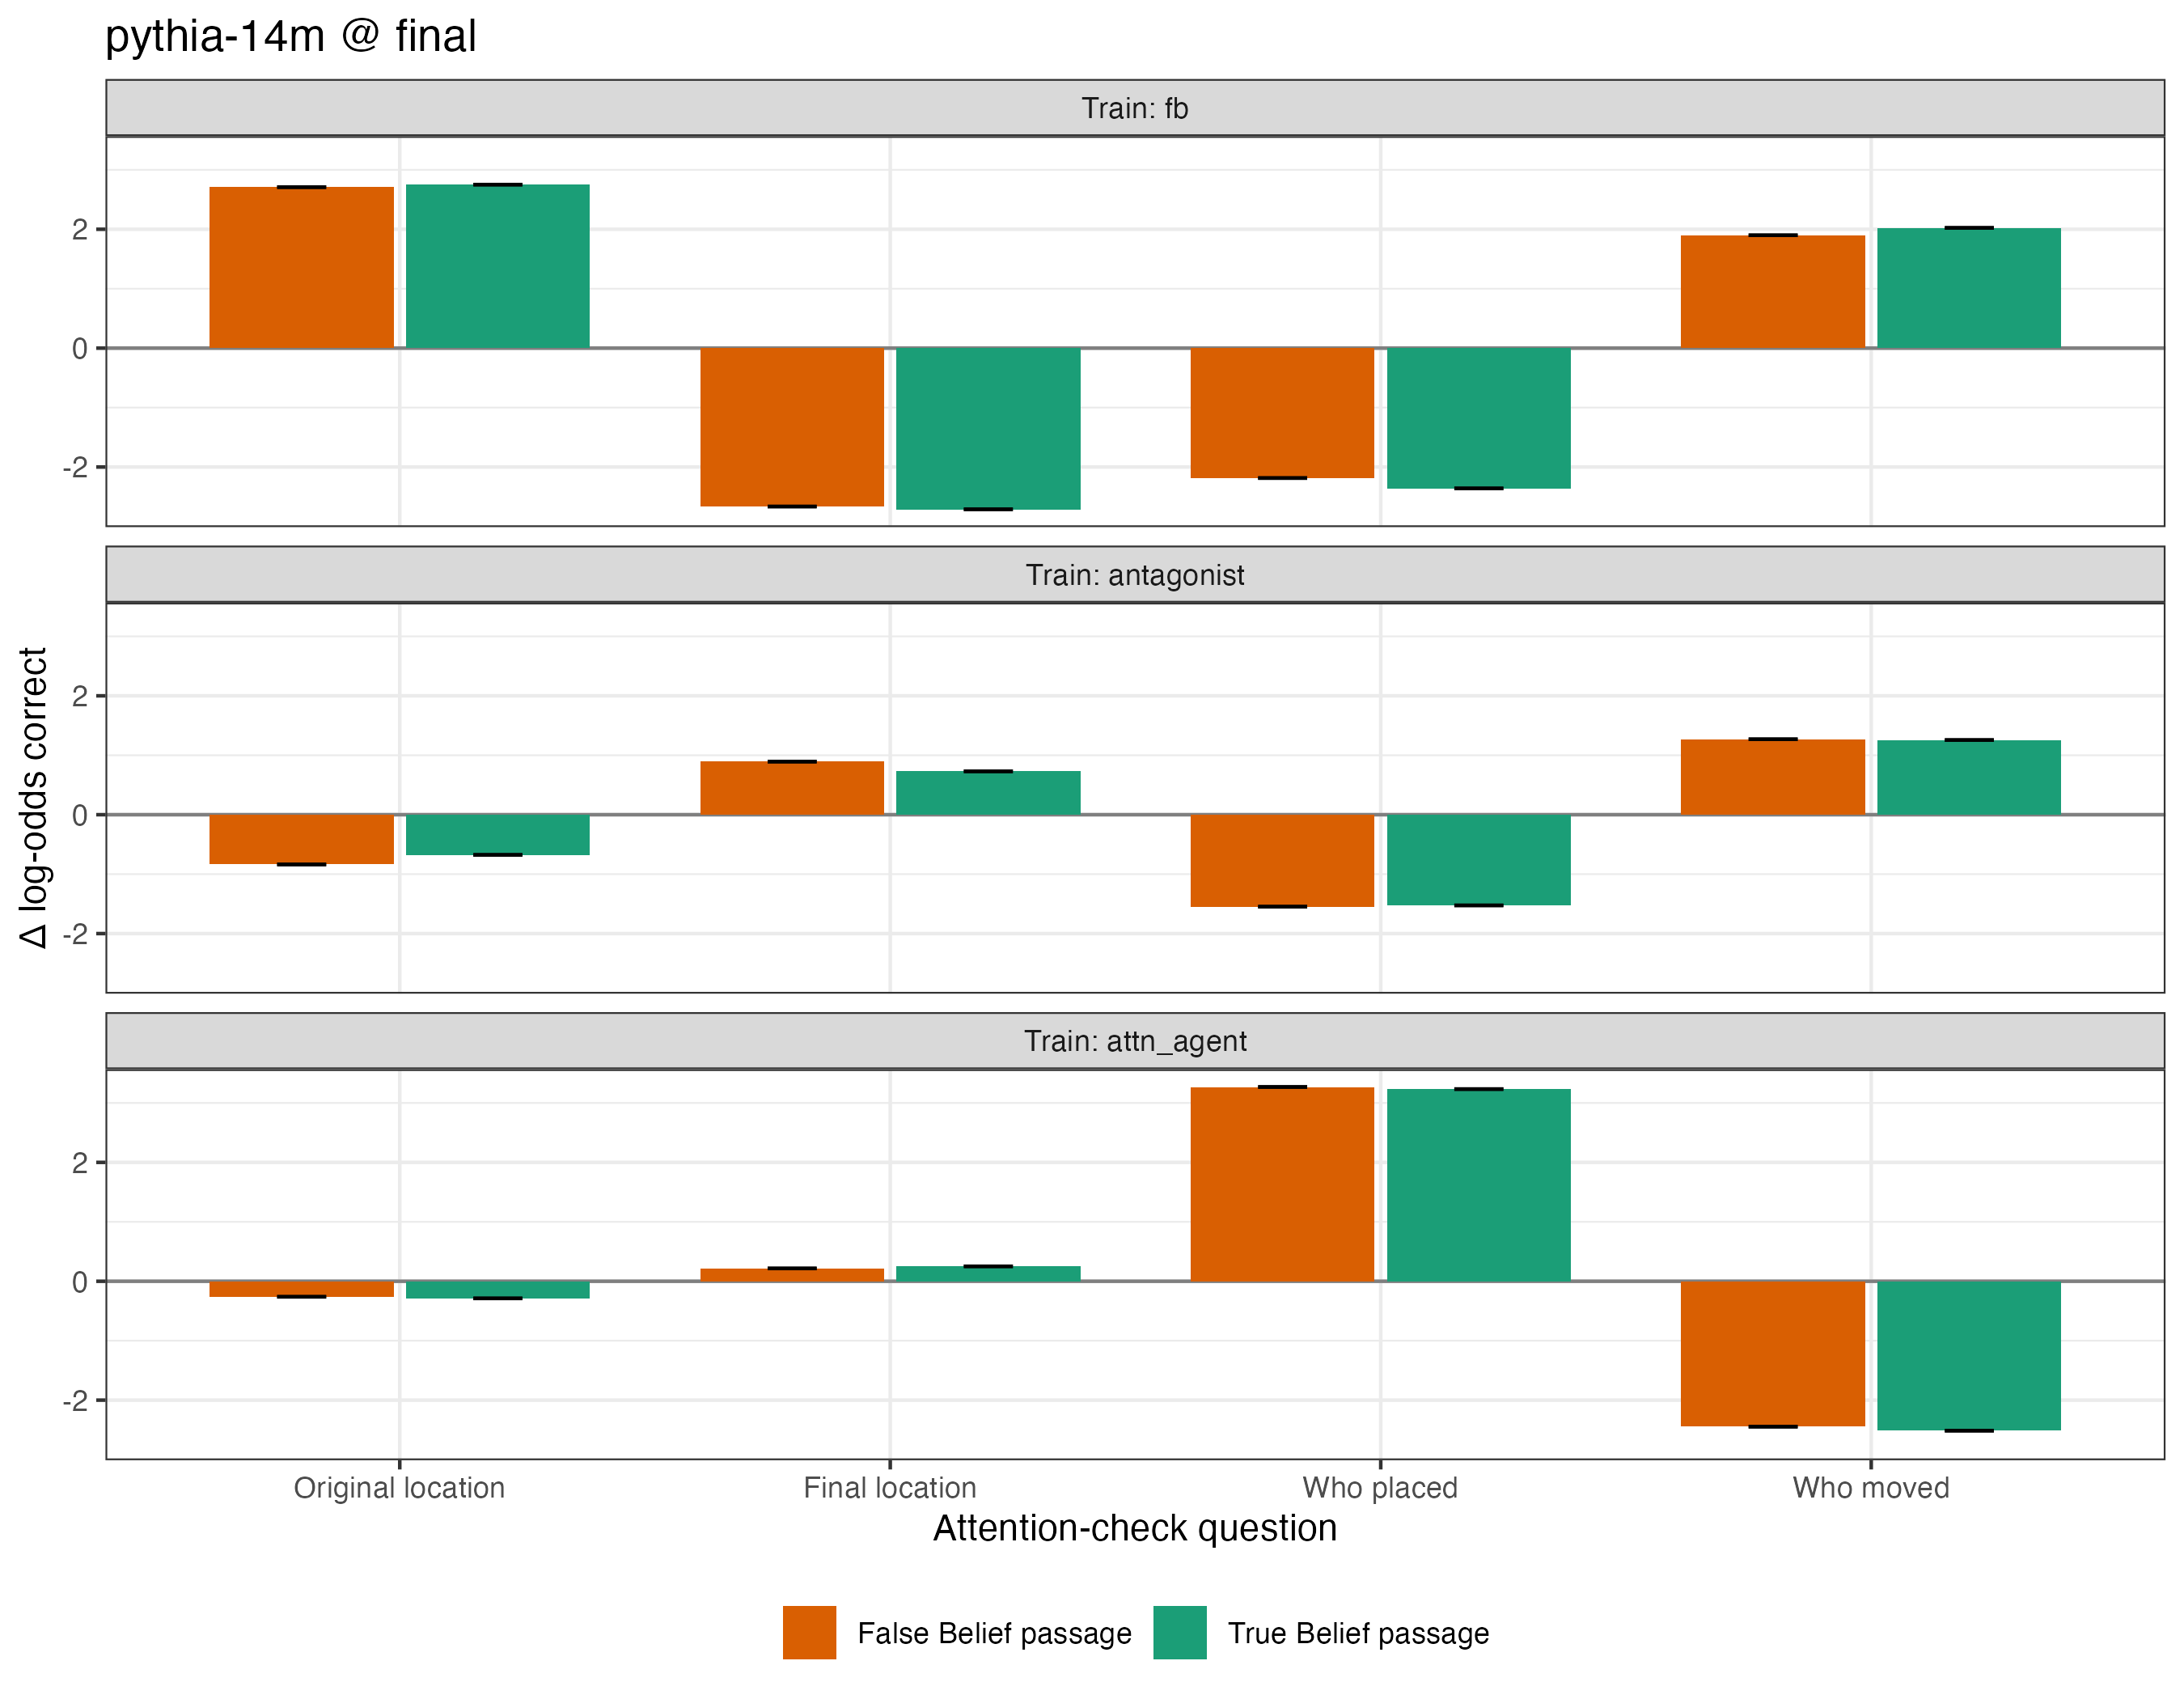 pythia-14m @ final
Train: fb
2
0
-2
Train: antagonist
2
0
-2
Train: attn_agent
2
0
-2
Δ log-odds correct
Original location
Final location
Who placed
Who moved
Attention-check question
False Belief passage
True Belief passage